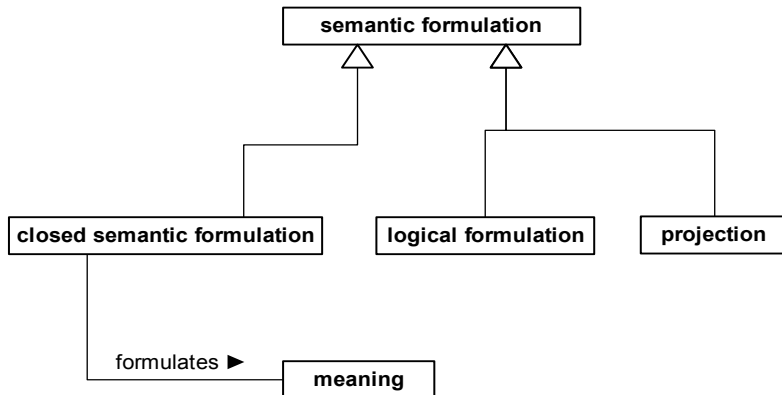 semantic formulation
closed semantic formulation
logical formulation
projection
formulates ►
meaning